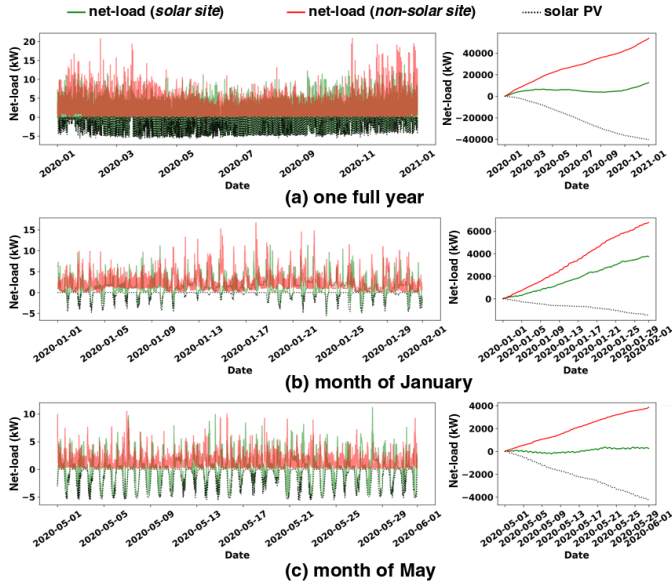 net-load (solar site) net-load (non-solar site) solar PV
Net-load (kW)
20
15
10
5
0
−5
2020-01 2020-03 2020-05 2020-07 2020-09 2020-11 2021-01
Date
Net-load (kW)
40000
20000
0
−20000
−40000
2020-01 2020-03 2020-05 2020-07 2020-09 2020-11 2021-01
Date
(a) one full year
Net-load (kW)
15
10
5
0
−5
2020-01-01 2020-01-05 2020-01-09 2020-01-13 2020-01-17 2020-01-21 2020-01-25 2020-01-29 2020-02-01
Date
Net-load (kW)
6000
4000
2000
0
2020-01-01 2020-01-05 2020-01-09 2020-01-13 2020-01-17 2020-01-21 2020-01-25 2020-01-29 2020-02-01
Date
(b) month of January
Net-load (kW)
10
5
0
−5
2020-05-01 2020-05-05 2020-05-09 2020-05-13 2020-05-17 2020-05-21 2020-05-25 2020-05-29 2020-06-01
Date
Net-load (kW)
4000
2000
0
−2000
−4000
2020-05-01 2020-05-05 2020-05-09 2020-05-13 2020-05-17 2020-05-21 2020-05-25 2020-05-29 2020-06-01
Date
(c) month of May